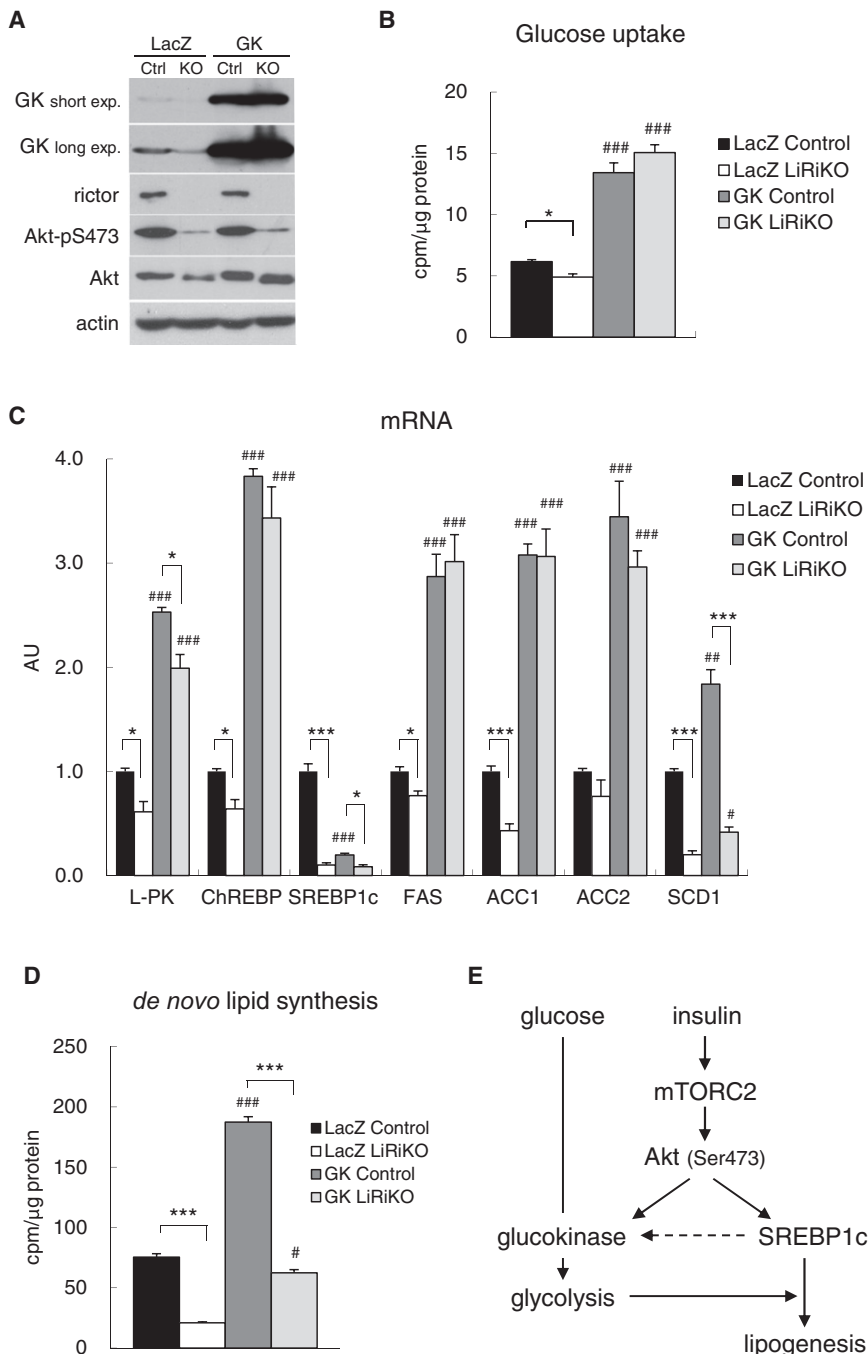 A
LacZ GK
Ctrl KO Ctrl KO
GK short exp.
GK long exp.
rictor
Akt-pS473
Akt
actin
B
Glucose uptake
cpm/μg protein
20
15
10
5
0
*
###
###
LacZ Control
LacZ LiRiKO
GK Control
GK LiRiKO
C
mRNA
AU
4.0
3.0
2.0
1.0
0.0
* ### * ###
* ### ###
*** ### *
* ### ###
*** ### ###
### ###
*** ## *** #
L-PK ChREBP SREBP1c FAS ACC1 ACC2 SCD1
LacZ Control
LacZ LiRiKO
GK Control
GK LiRiKO
D
de novo lipid synthesis
cpm/μg protein
250
200
150
100
50
0
***
###
***
#
LacZ Control
LacZ LiRiKO
GK Control
GK LiRiKO
E
glucose insulin
mTORC2
Akt (Ser473)
glucokinase SREBP1c
glycolysis
lipogenesis